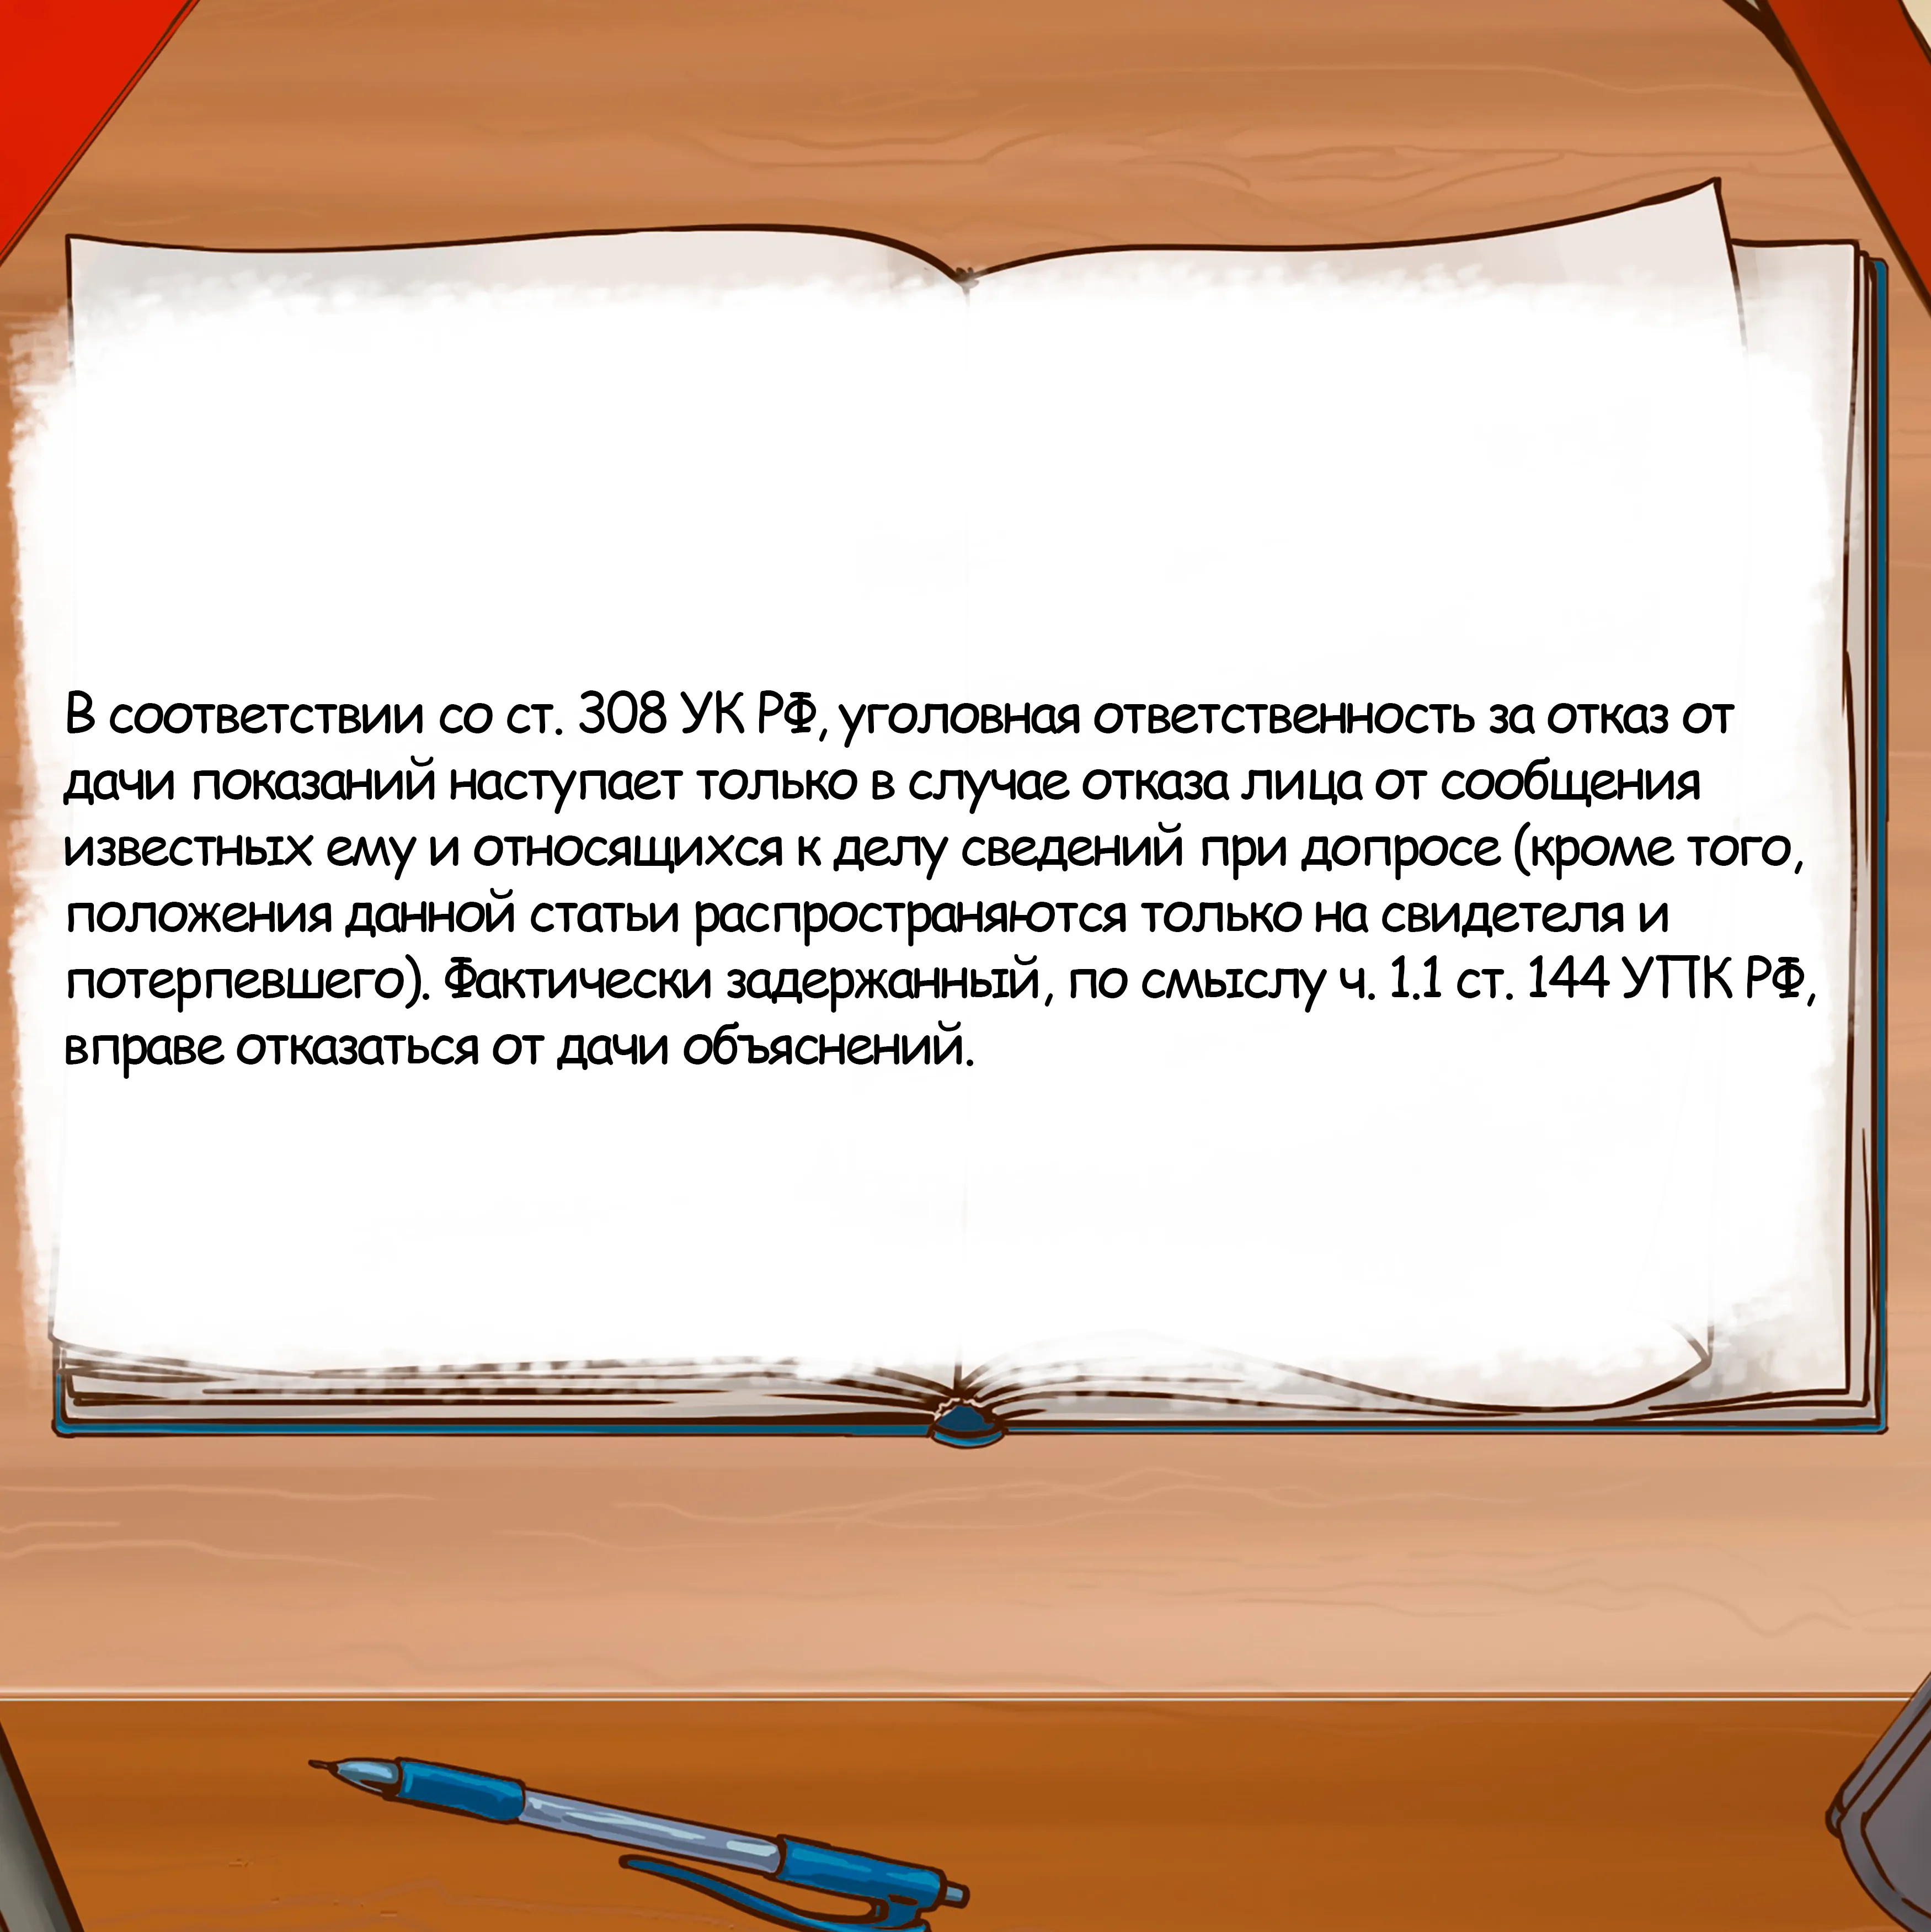 В соответствии со ст. 308 УК РФ, уголовная ответственность за отказ от
дачи показаний наступает только в случае отказа лица от сообщения
известных ему и относящихся к делу сведений при допросе (кроме того,
положения данной статьи распространяются только на свидетеля и
потерпевшего). Фактически задержанный, по смыслу ч. 1.1 ст. 144 УПК РФ,
вправе отказаться от дачи объяснений.